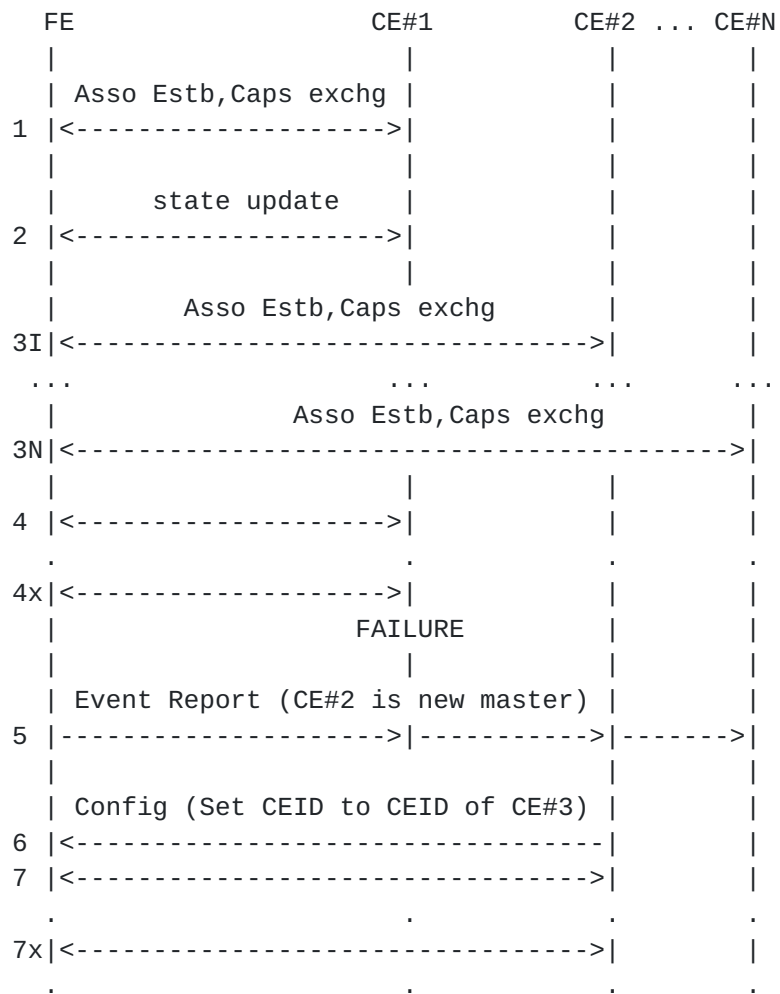 FE CE#1 CE#2 ... CE#N
Asso Estb,Caps exchg
1
state update
2
Asso Estb,Caps exchg
3I
... ... ... ...
Asso Estb,Caps exchg
3N
4
. . . .
4x
FAILURE
Event Report (CE#2 is new master)
5
Config (Set CEID to CEID of CE#3)
6
7
. . . .
7x
. . . .